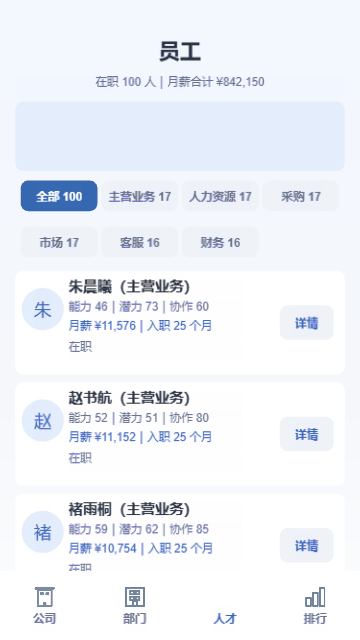 员工
在职 100 人 | 月薪合计 ¥842,150
全部 100
主营业务 17
人力资源 17
采购 17
市场 17
客服 16
财务 16
朱晨曦（主营业务）
朱
能力 46 | 潜力 73 | 协作 60
月薪 ¥11,576 | 入职 25 个月
详情
在职
赵书航（主营业务）
赵
能力 52 | 潜力 51 | 协作 80
月薪 ¥11,152 | 入职 25 个月
详情
在职
褚雨桐（主营业务）
褚
能力 59 | 潜力 62 | 协作 85
月薪 ¥10,754 | 入职 25 个月
详情
在职
公司
部门
人才
排行